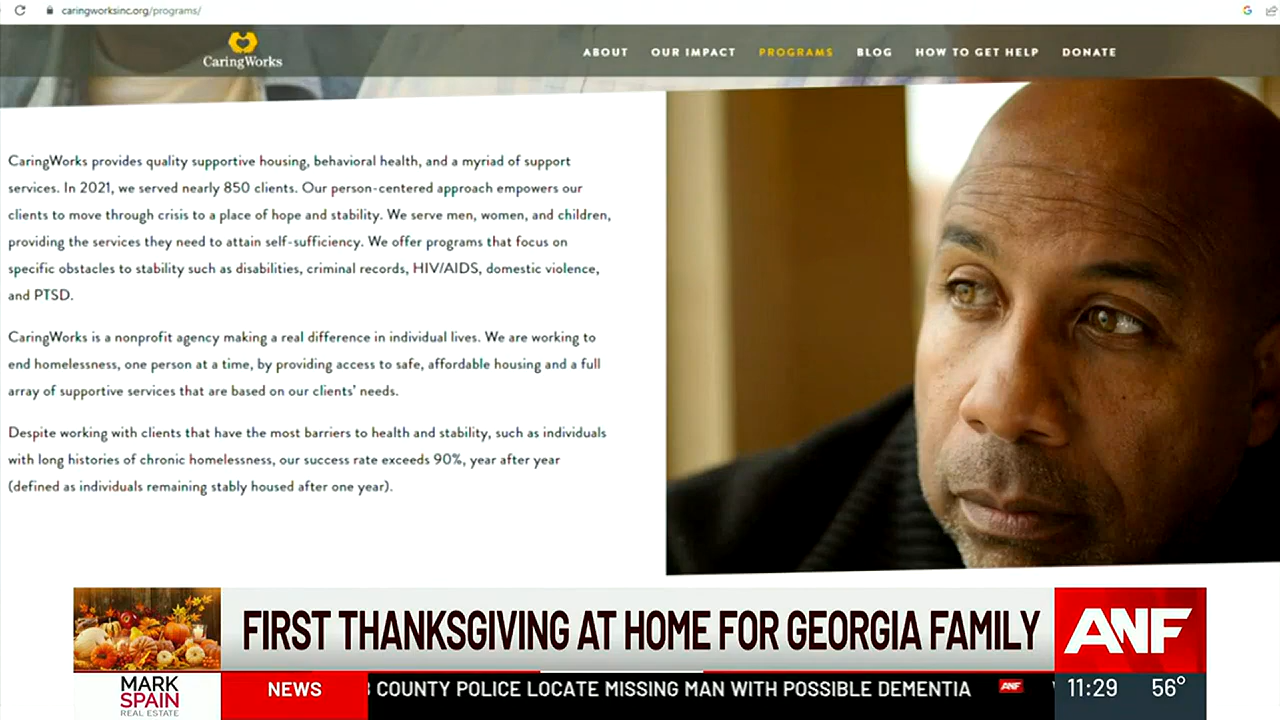 caringworksinc.org/programs/
CaringWorks
ABOUT OUR IMPACT PROGRAMS BLOG HOW TO GET HELP DONATE
CaringWorks provides quality supportive housing, behavioral health, and a myriad of support
services. In 2021, we served nearly 850 clients. Our person-centered approach empowers our
clients to move through crisis to a place of hope and stability. We serve men, women, and children,
providing the services they need to attain self-sufficiency. We offer programs that focus on
specific obstacles to stability such as disabilities, criminal records, HIV/AIDS, domestic violence,
and PTSD.
CaringWorks is a nonprofit agency making a real difference in individual lives. We are working to
end homelessness, one person at a time, by providing access to safe, affordable housing and a full
array of supportive services that are based on our clients' needs.
Despite working with clients that have the most barriers to health and stability, such as individuals
with long histories of chronic homelessness, our success rate exceeds 90%, year after year
(defined as individuals remaining stably housed after one year).
FIRST THANKSGIVING AT HOME FOR GEORGIA FAMILY
ANF
MARK
SPAIN
REAL ESTATE
NEWS
COUNTY POLICE LOCATE MISSING MAN WITH POSSIBLE DEMENTIA
ANF
11:29 56°